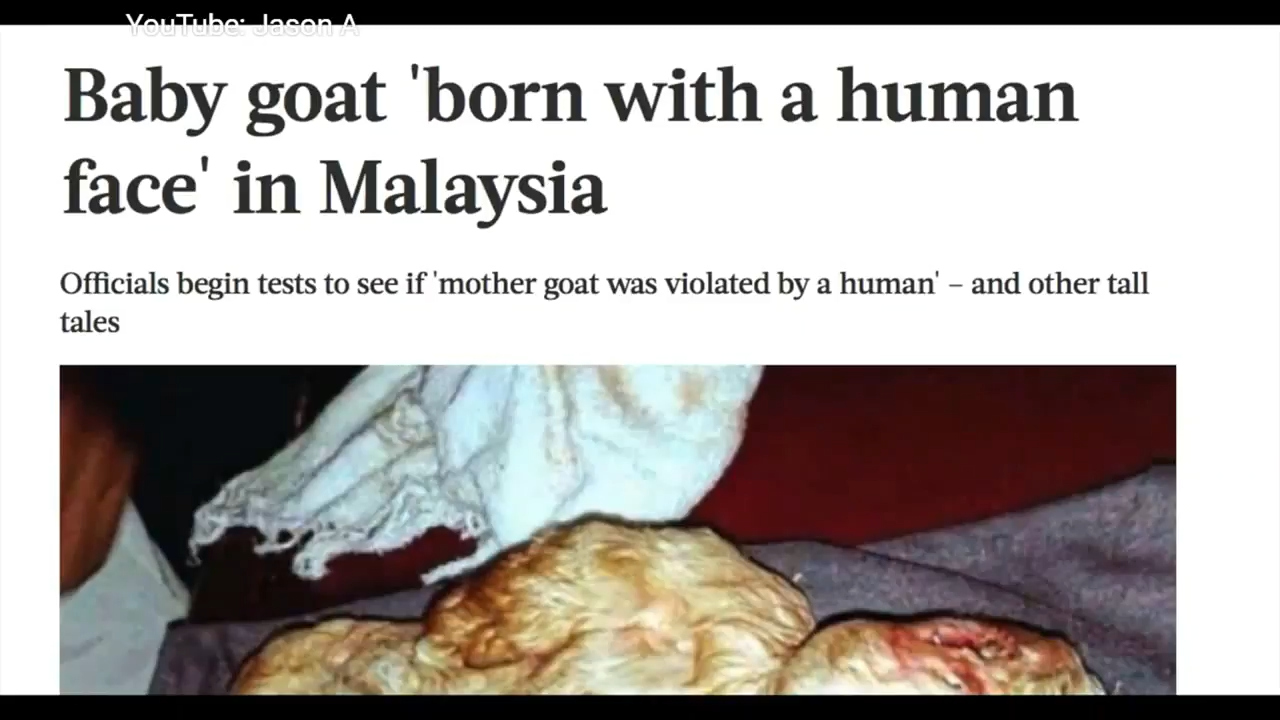 YouTube: Jason A
Baby goat 'born with a human
face' in Malaysia
Officials begin tests to see if 'mother goat was violated by a human' – and other tall
tales